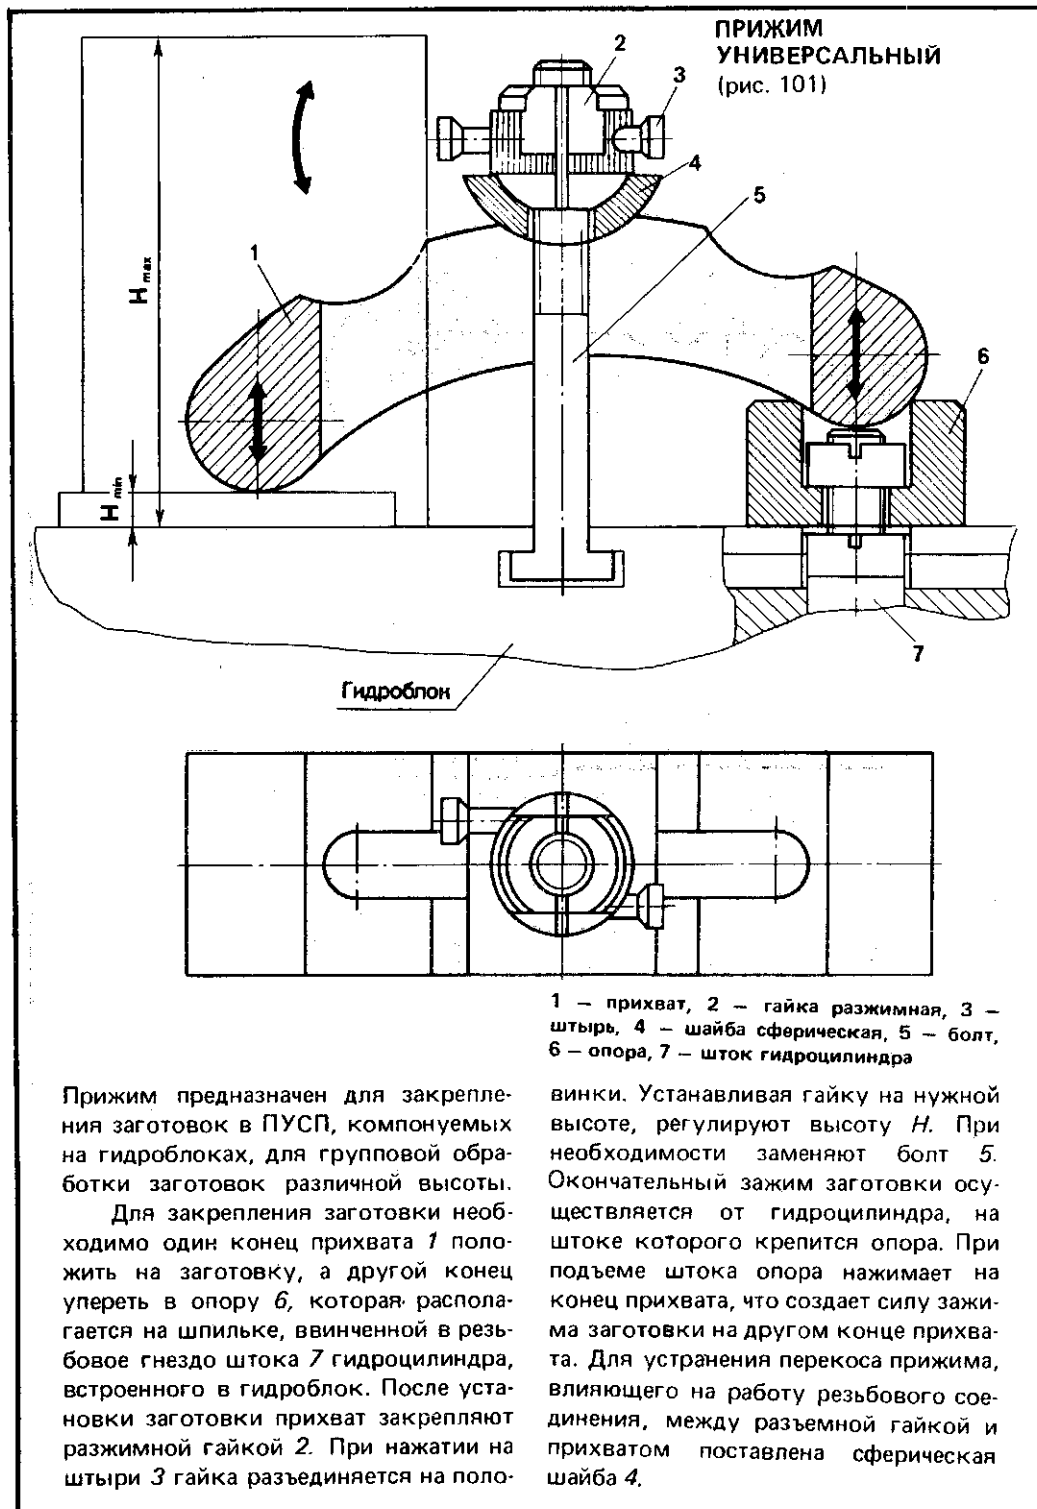 ПРИЖИМ
УНИВЕРСАЛЬНЫЙ
(рис. 101)
2
3
4
5
1
6
7
H max
H min
Гидроблок
1 — прихват, 2 — гайка разжимная, 3 —
штырь, 4 — шайба сферическая, 5 — болт,
6 — опора, 7 — шток гидроцилиндра
Прижим предназначен для закрепле-
ния заготовок в ПУСП, компонуемых
на гидроблоках, для групповой обра-
ботки заготовок различной высоты.
Для закрепления заготовки необ-
ходимо один конец прихвата 1 поло-
жить на заготовку, а другой конец
упереть в опору 6, которая распола-
гается на шпильке, ввинченной в резь-
бовое гнездо штока 7 гидроцилиндра,
встроенного в гидроблок. После уста-
новки заготовки прихват закрепляют
разжимной гайкой 2. При нажатии на
штыри 3 гайка разъединяется на поло-
винки. Устанавливая гайку на нужной
высоте, регулируют высоту H. При
необходимости заменяют болт 5.
Окончательный зажим заготовки осу-
ществляется от гидроцилиндра, на
штоке которого крепится опора. При
подъеме штока опора нажимает на
конец прихвата, что создает силу зажи-
ма заготовки на другом конце прихва-
та. Для устранения перекоса прижима,
влияющего на работу резьбового сое-
динения, между разъемной гайкой и
прихватом поставлена сферическая
шайба 4.